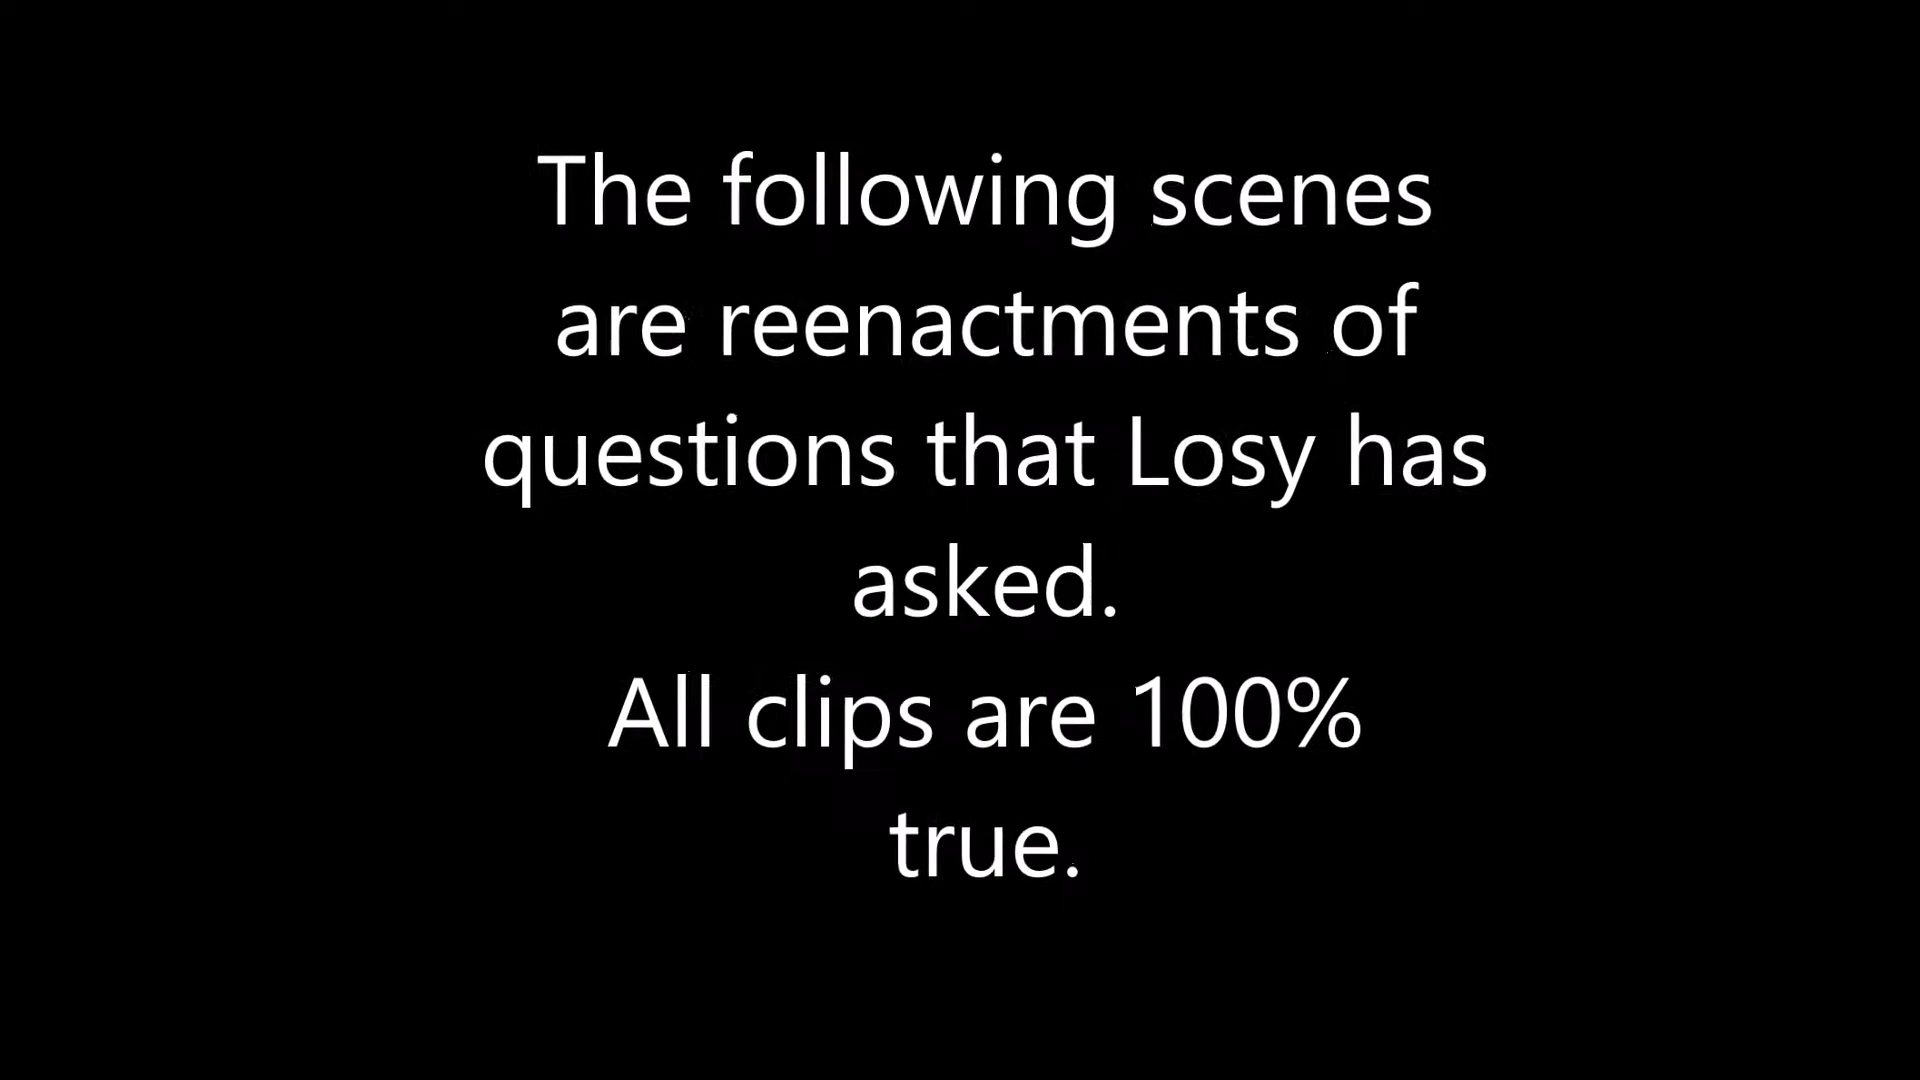 The following scenes
are reenactments of
questions that Losy has
asked.
All clips are 100%
true.